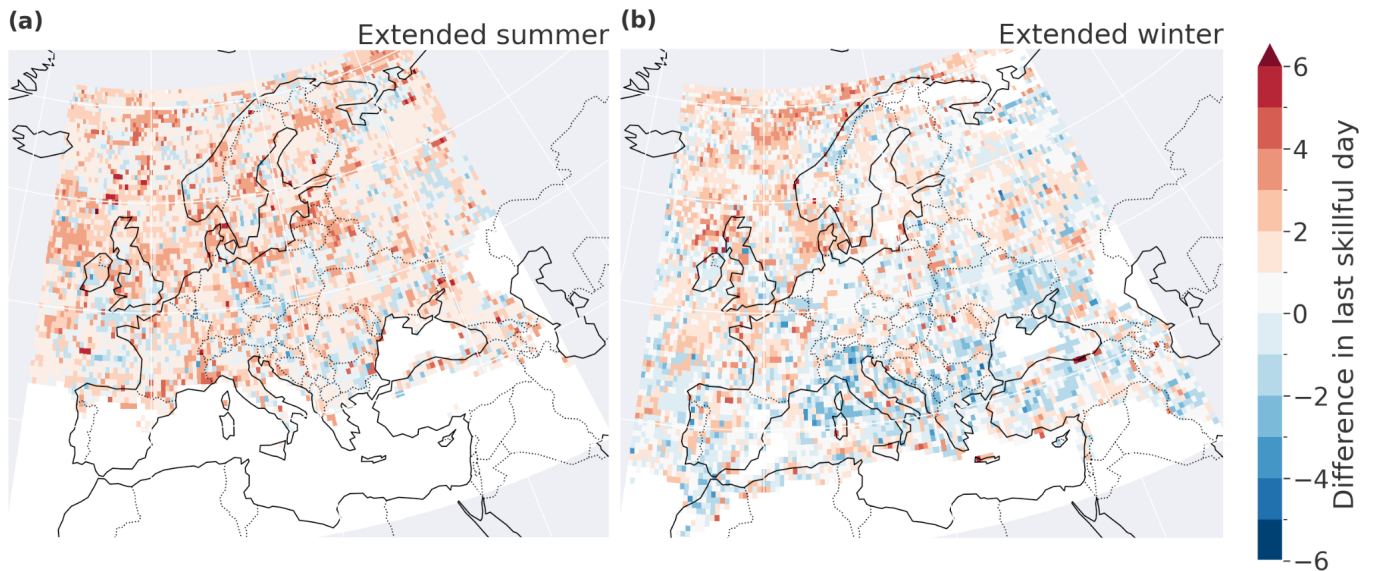 (a)
Extended summer
(b)
Extended winter
6
4
2
0
−2
−4
−6
Difference in last skillful day